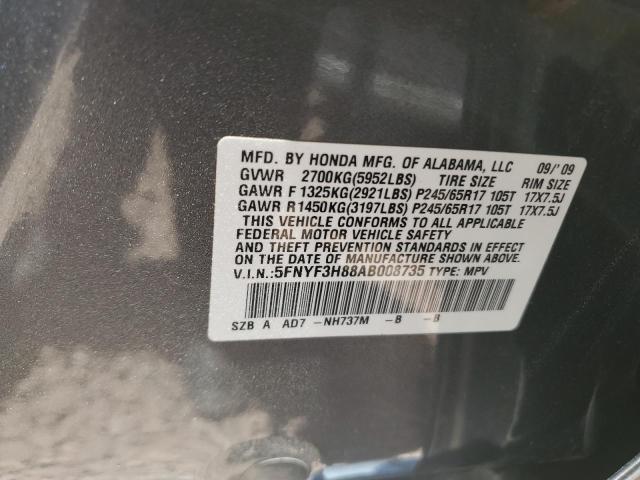 MFD. BY HONDA MFG. OF ALABAMA, LLC 09/'09
GVWR 2700KG(5952LBS) TIRE SIZE RIM SIZE
GAWR F 1325KG(2921LBS) P245/65R17 105T 17X7.5J
GAWR R1450KG(3197LBS) P245/65R17 105T 17X7.5J
THIS VEHICLE CONFORMS TO ALL APPLICABLE
FEDERAL MOTOR VEHICLE SAFETY
AND THEFT PREVENTION STANDARDS IN EFFECT
ON THE DATE OF MANUFACTURE SHOWN ABOVE.
V.I.N.:5FNYF3H88AB008735 TYPE: MPV
SZB A AD7 -NH737M -B -B